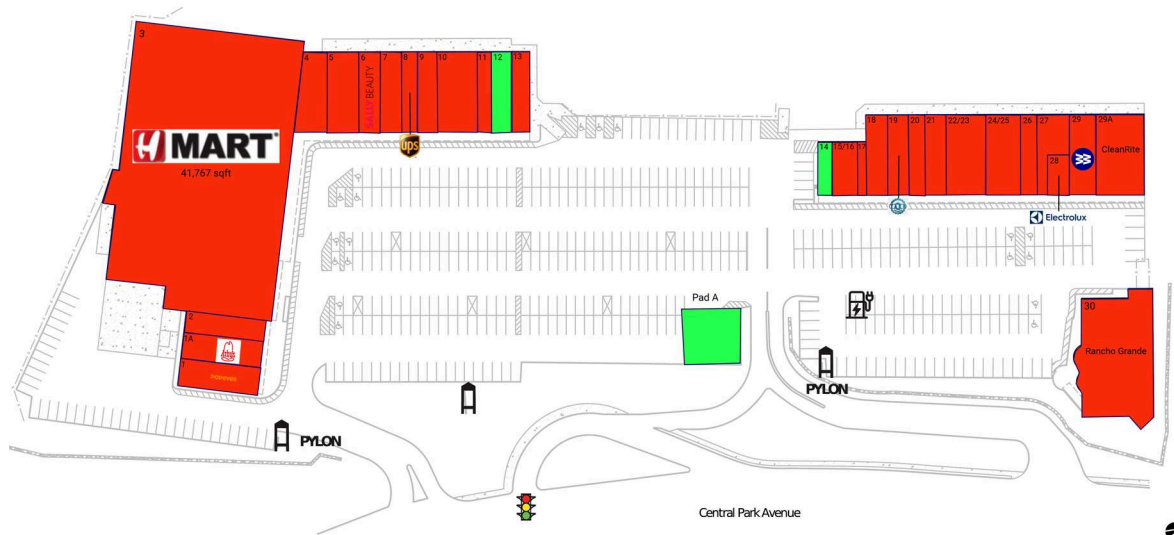 3
H MART
41,767 sqft
4
5
6
7
8
9
10
11
12
13
SALLY BEAUTY
ups
2
1A
1
POPEYES
PYLON
14
15/16
17
18
19
20
21
22/23
24/25
26
27
28
29
29A
CleanRite
Electrolux
Pad A
PYLON
30
Rancho Grande
Central Park Avenue